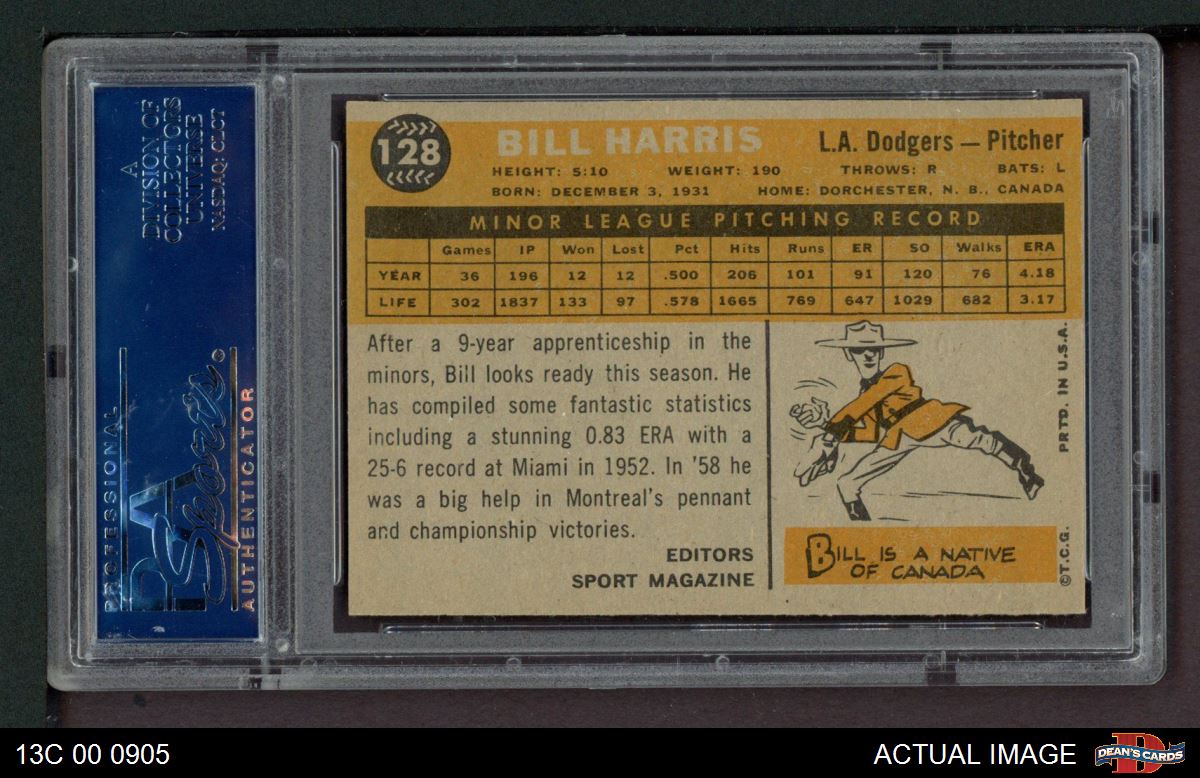 A
DIVISION OF
COLLECTORS
UNIVERSE
NASDAQ: CLCT
PROFESSIONAL
PSA
Sports
AUTHENTICATOR
128
BILL HARRIS
L.A. Dodgers — Pitcher
HEIGHT: 5:10 WEIGHT: 190 THROWS: R BATS: L
BORN: DECEMBER 3, 1931 HOME: DORCHESTER, N. B., CANADA
MINOR LEAGUE PITCHING RECORD
Games IP Won Lost Pct Hits Runs ER SO Walks ERA
YEAR 36 196 12 12 .500 206 101 91 120 76 4.18
LIFE 302 1837 133 97 .578 1665 769 647 1029 682 3.17
After a 9-year apprenticeship in the
minors, Bill looks ready this season. He
has compiled some fantastic statistics
including a stunning 0.83 ERA with a
25-6 record at Miami in 1952. In '58 he
was a big help in Montreal's pennant
and championship victories.
EDITORS
SPORT MAGAZINE
BILL IS A NATIVE
OF CANADA
©T.C.G. PRTD. IN U.S.A.
13C 00 0905
ACTUAL IMAGE
DEAN'S CARDS